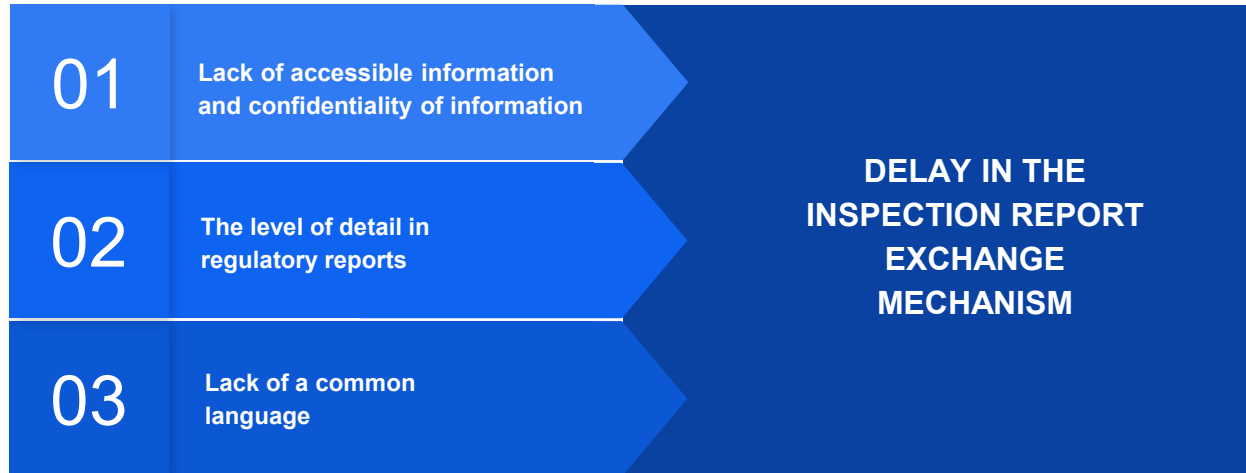 01
Lack of accessible information
and confidentiality of information
02
The level of detail in
regulatory reports
03
Lack of a common
language
DELAY IN THE
INSPECTION REPORT
EXCHANGE
MECHANISM